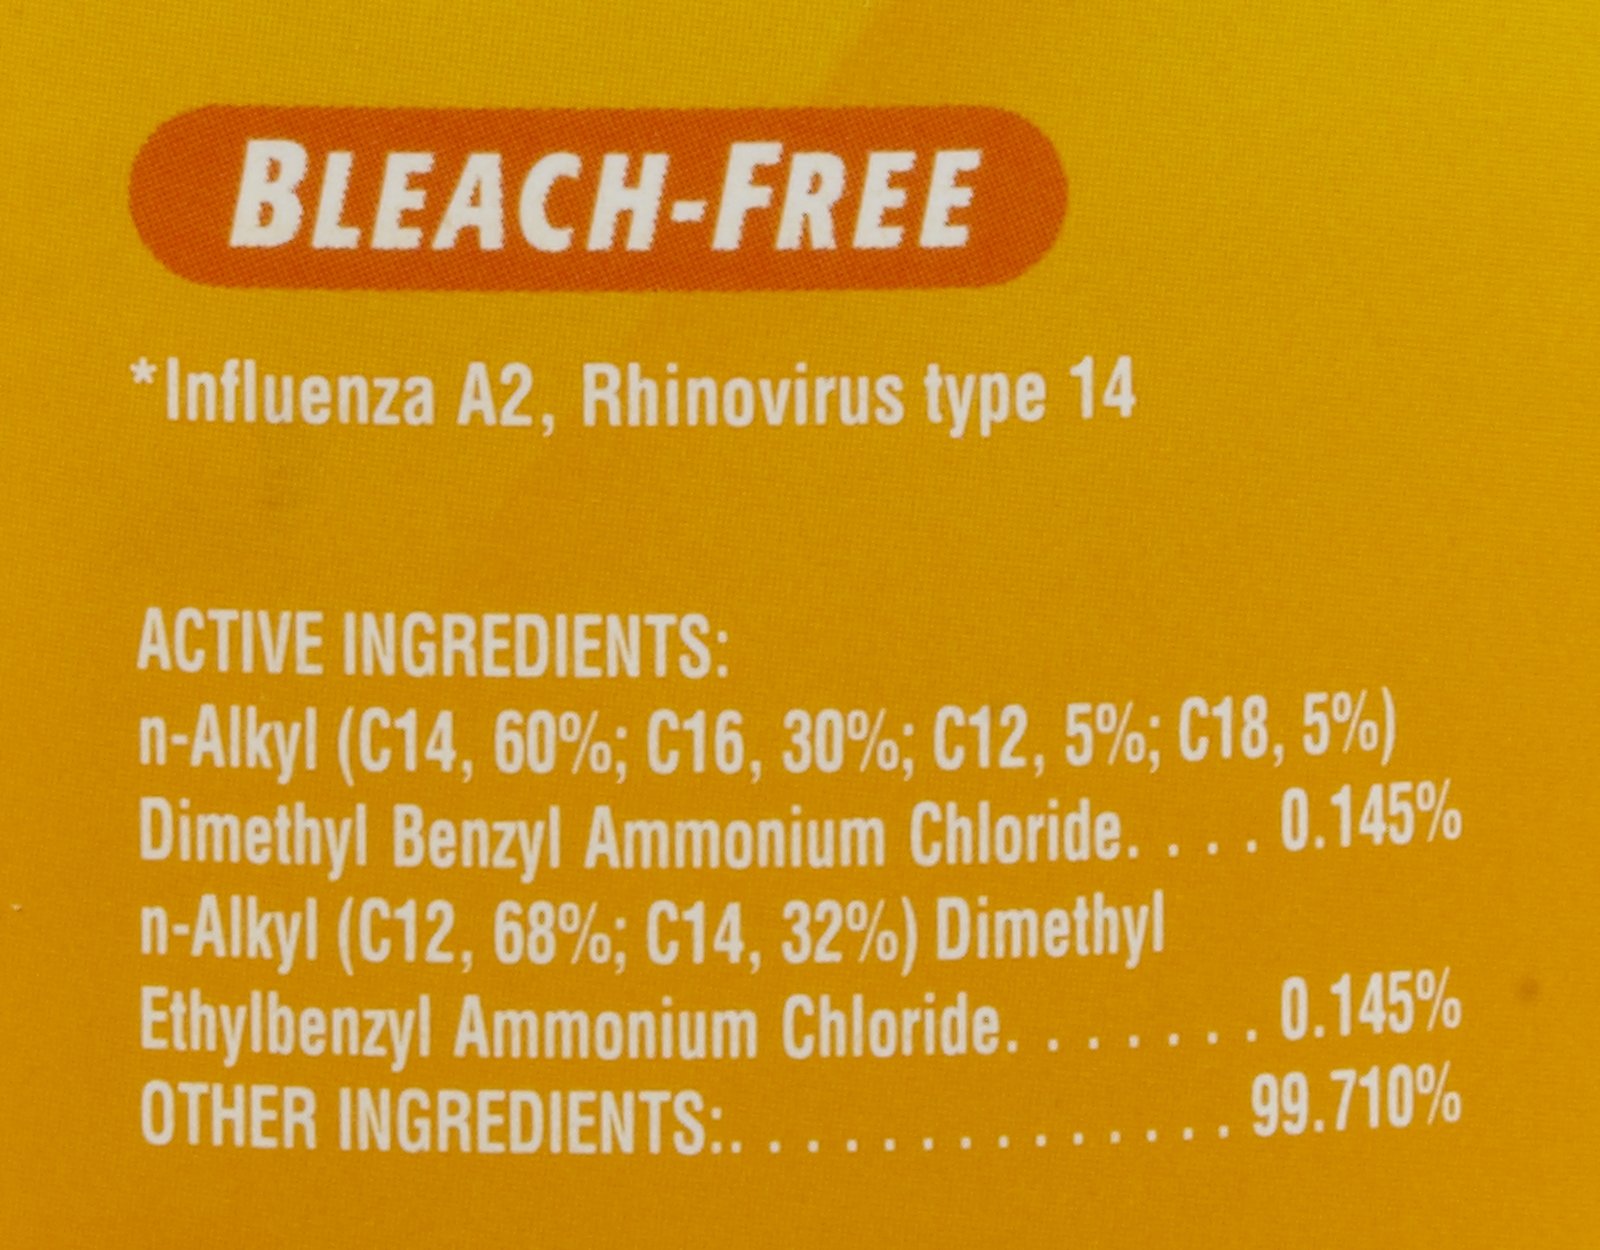 BLEACH-FREE
*Influenza A2, Rhinovirus type 14
ACTIVE INGREDIENTS:
n-Alkyl (C14, 60%; C16, 30%; C12, 5%; C18, 5%)
Dimethyl Benzyl Ammonium Chloride. . . . 0.145%
n-Alkyl (C12, 68%; C14, 32%) Dimethyl
Ethylbenzyl Ammonium Chloride. . . . . . . 0.145%
OTHER INGREDIENTS:. . . . . . . . . . . . . . 99.710%